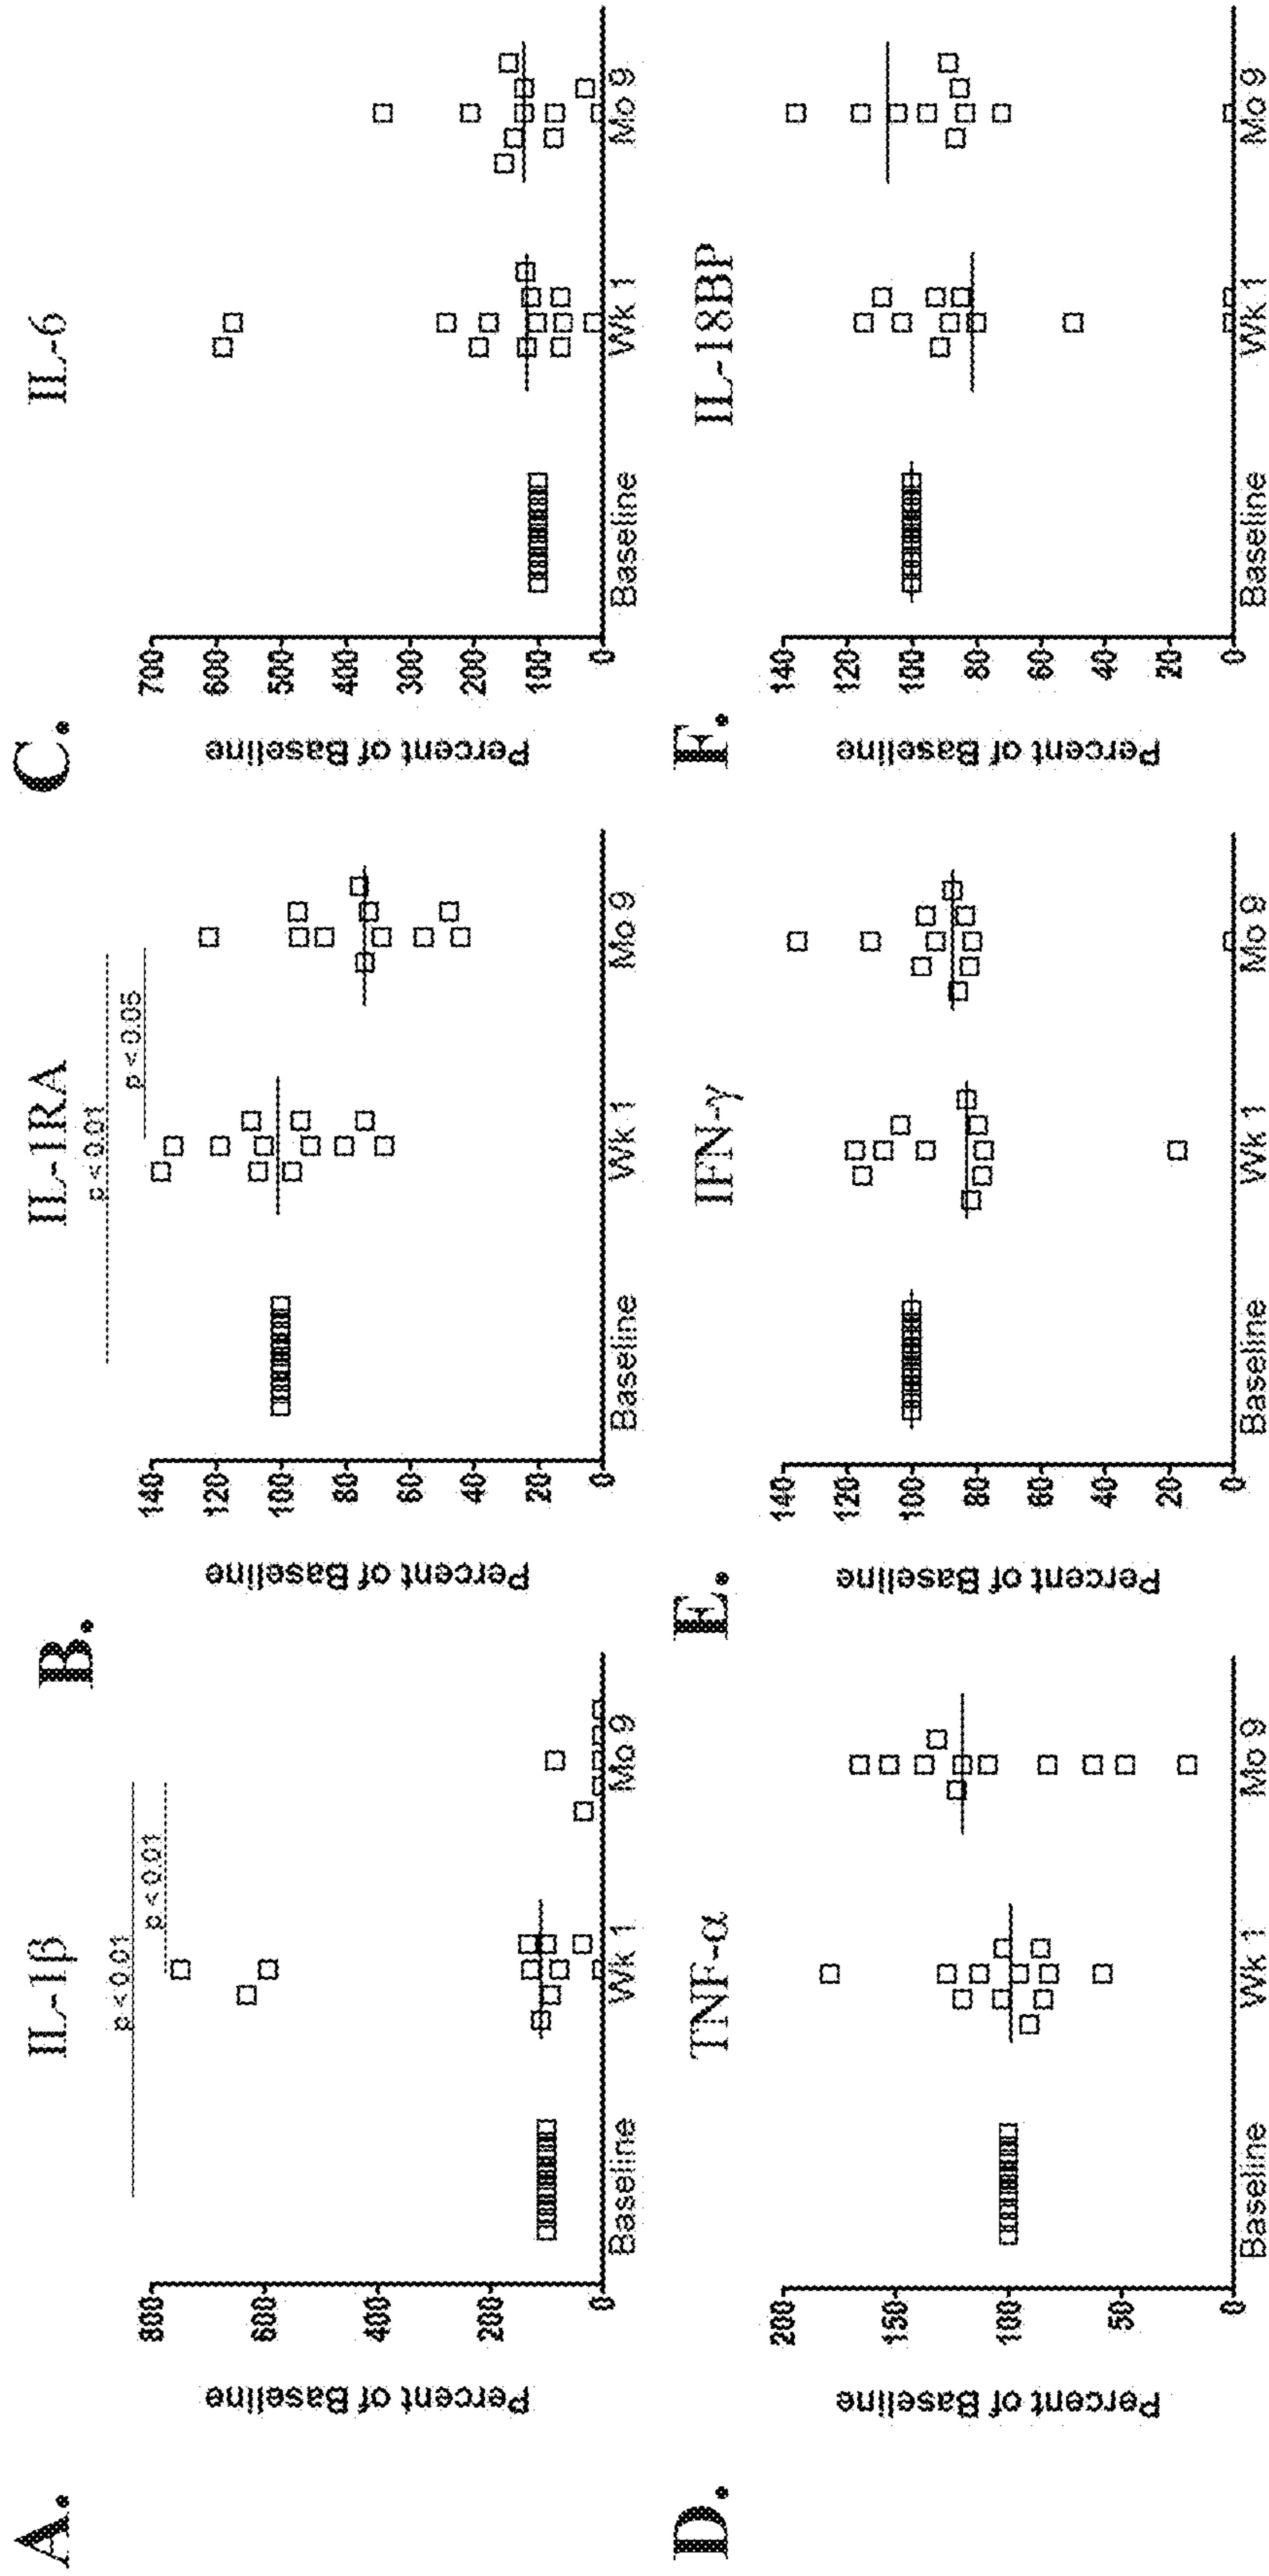 A.
IL-1β
p < 0.01
p < 0.01
Percent of Baseline
800
600
400
200
0
Baseline
Wk 1
Mo 9
B.
IL-1RA
p < 0.01
p < 0.05
Percent of Baseline
140
120
100
80
60
40
20
0
Baseline
Wk 1
Mo 9
C.
IL-6
Percent of Baseline
700
600
500
400
300
200
100
0
Baseline
Wk 1
Mo 9
D.
TNF-α
Percent of Baseline
200
150
100
50
0
Baseline
Wk 1
Mo 9
E.
IFN-γ
Percent of Baseline
140
120
100
80
60
40
20
0
Baseline
Wk 1
Mo 9
F.
IL-18BP
Percent of Baseline
140
120
100
80
60
40
20
0
Baseline
Wk 1
Mo 9